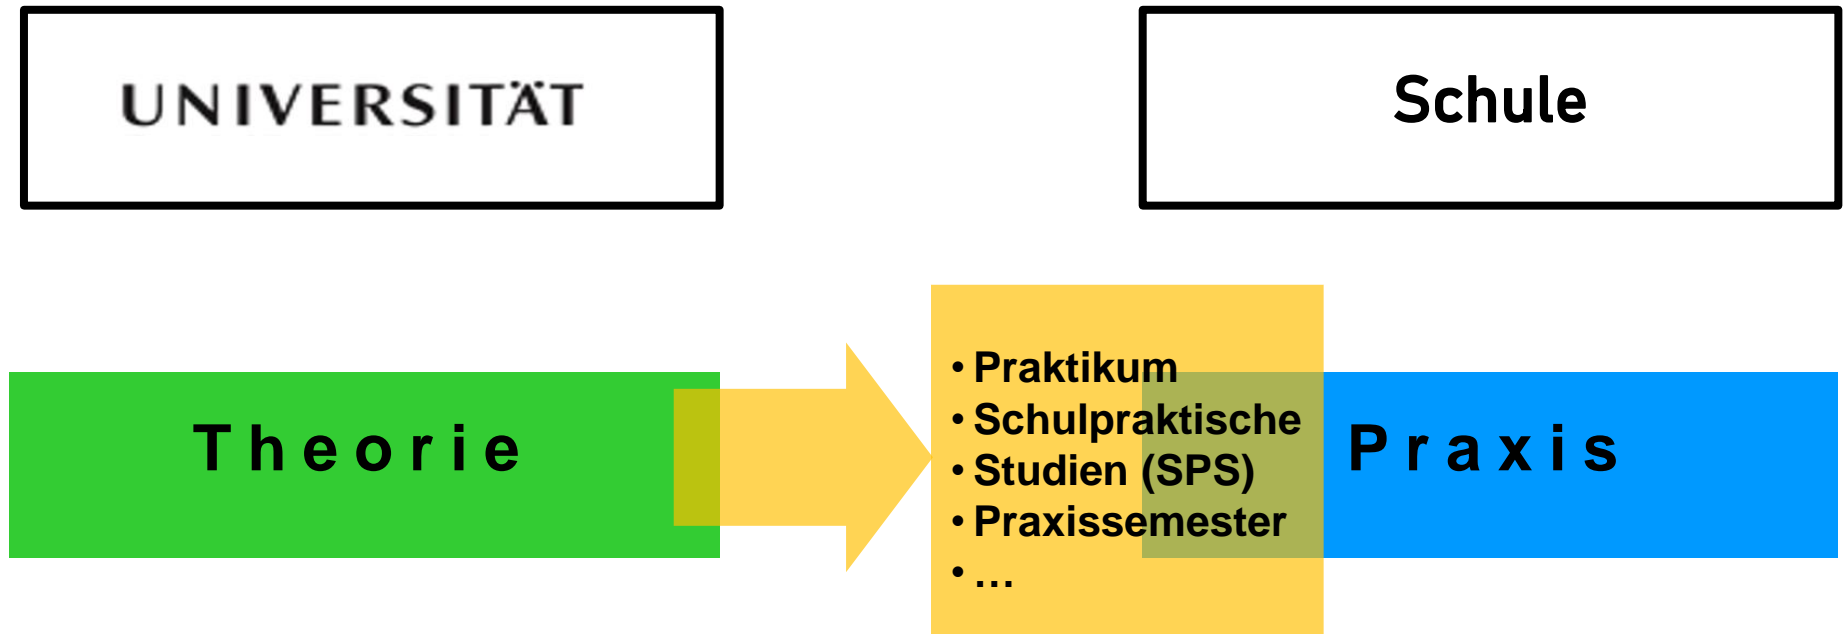 UNIVERSITÄT
Schule
Theorie
• Praktikum
• Schulpraktische
• Studien (SPS)
• Praxissemester
• …
Praxis